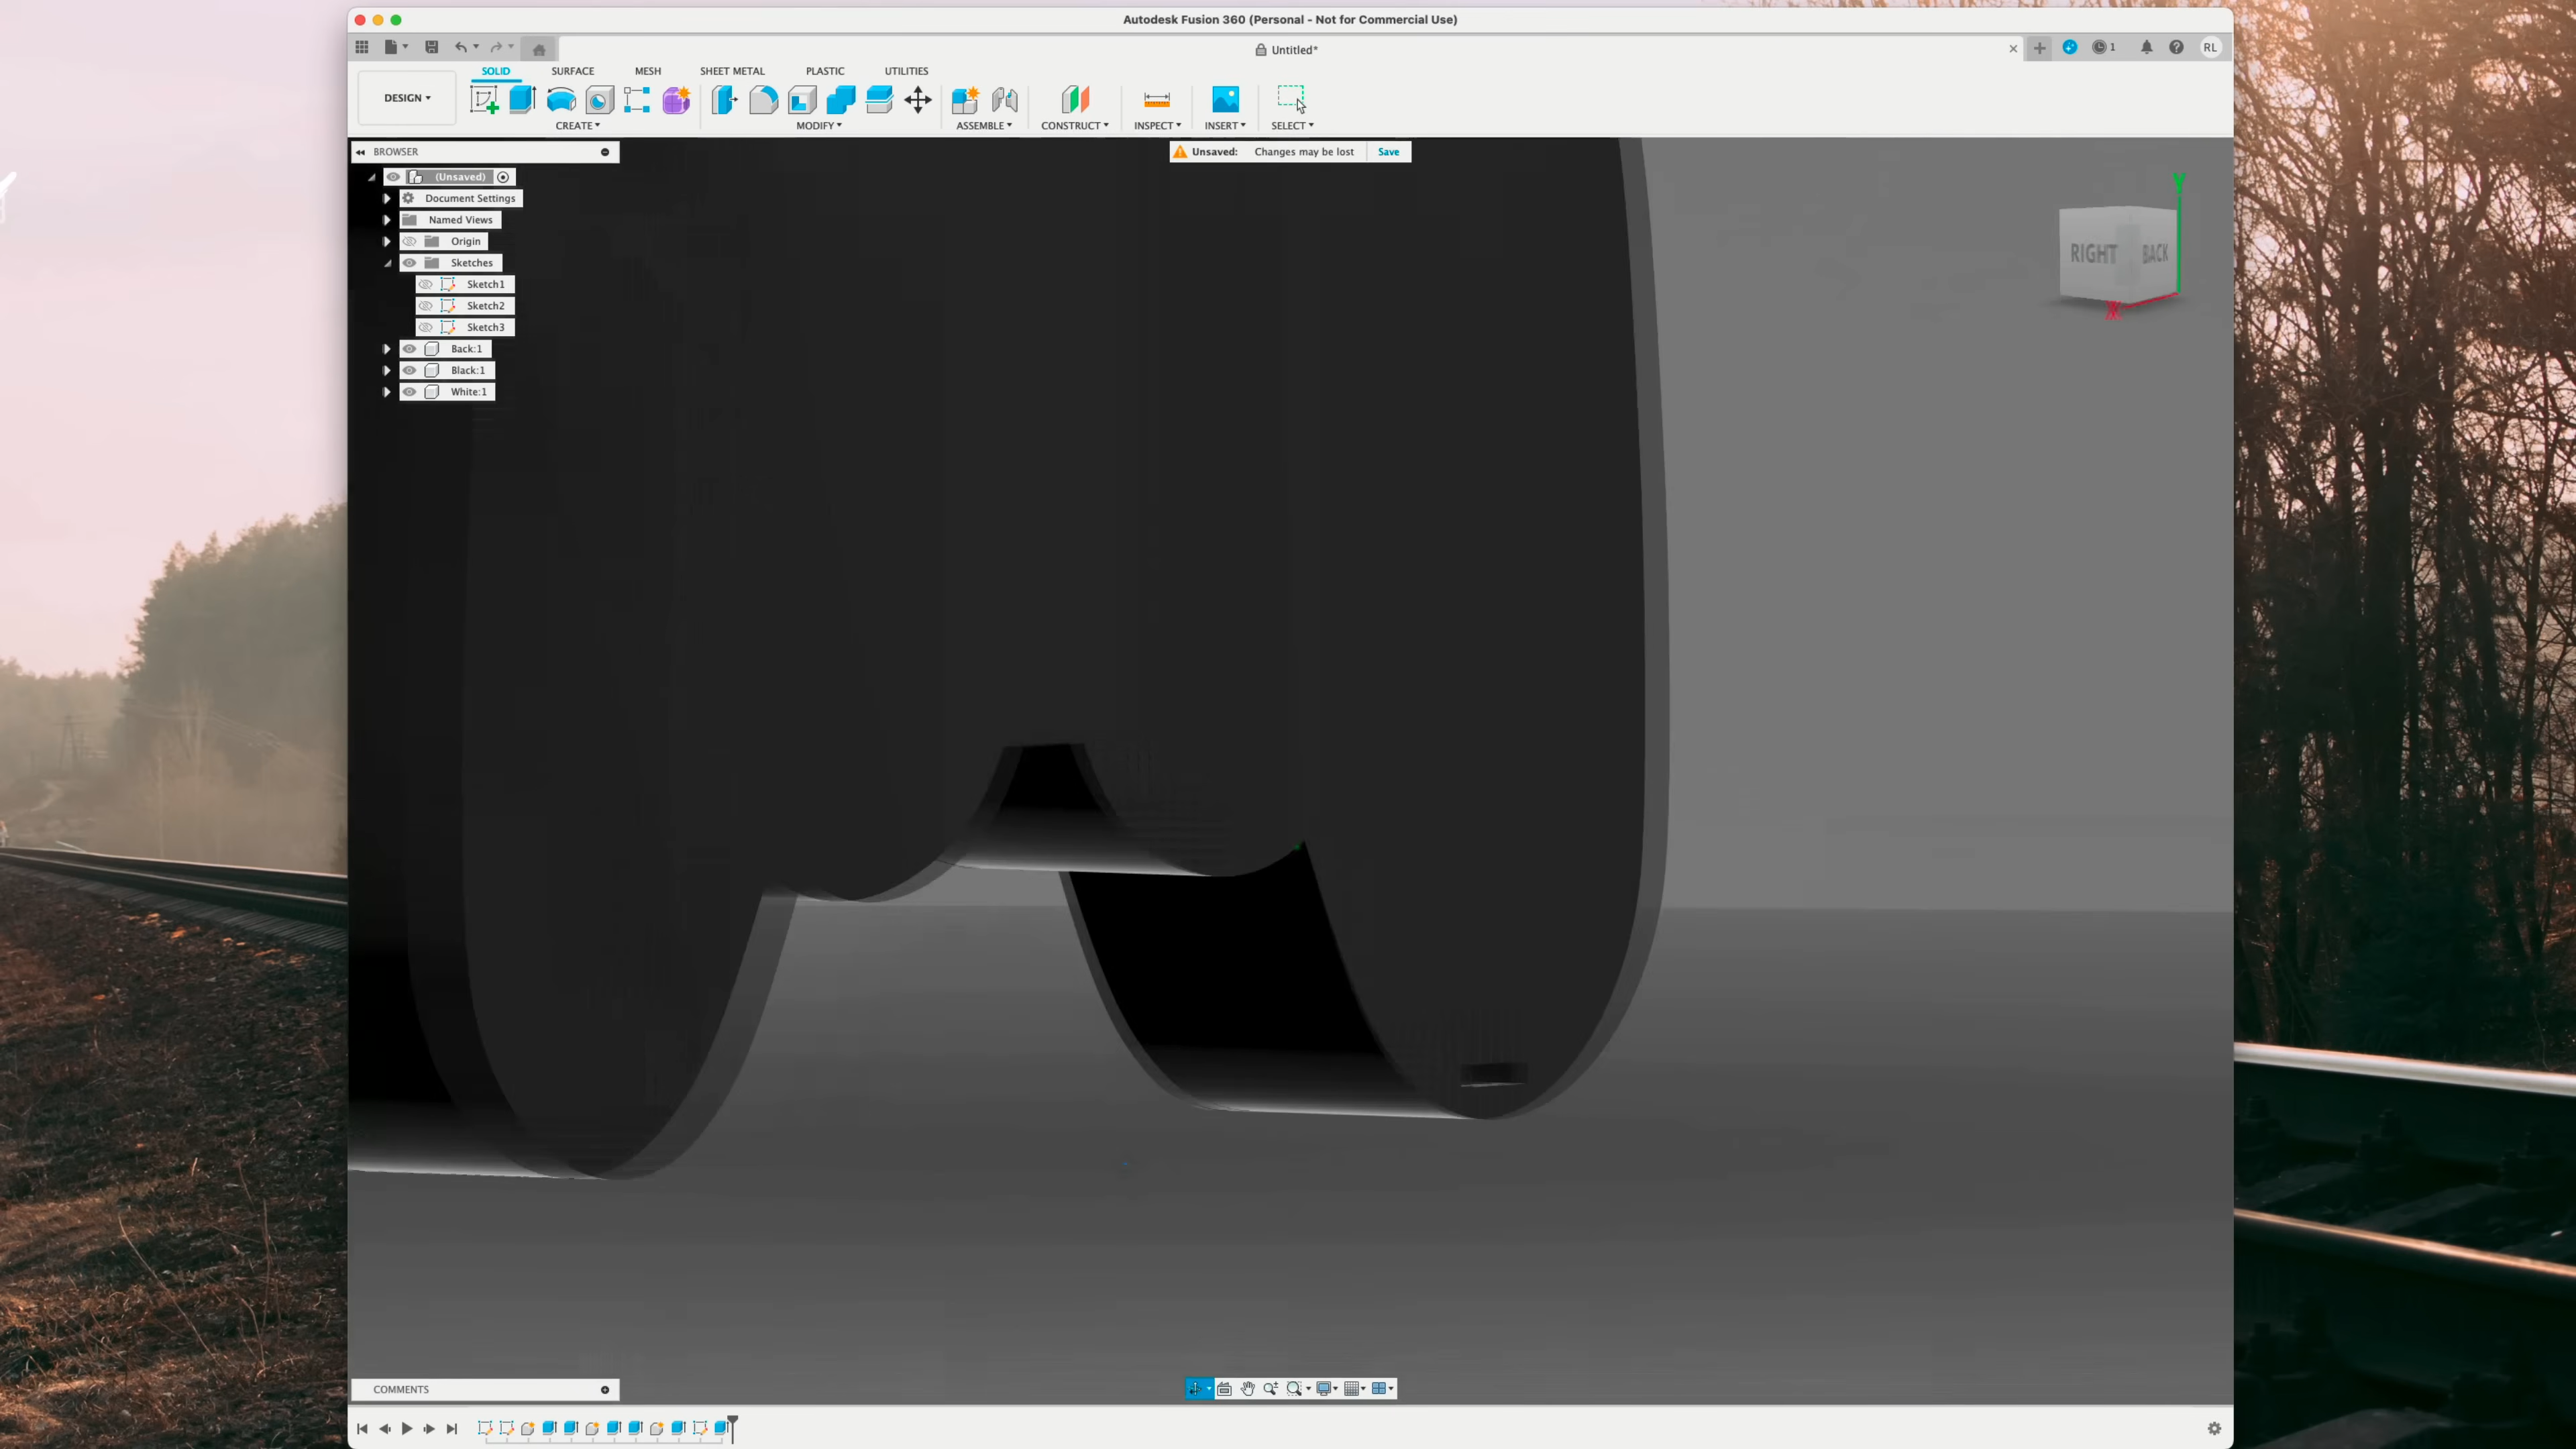 Autodesk Fusion 360 (Personal - Not for Commercial Use)
Untitled*
1
RL
DESIGN
SOLID
SURFACE
MESH
SHEET METAL
PLASTIC
UTILITIES
CREATE
MODIFY
ASSEMBLE
CONSTRUCT
INSPECT
INSERT
SELECT
BROWSER
Unsaved: Changes may be lost Save
(Unsaved)
Document Settings
Named Views
Origin
Sketches
Sketch1
Sketch2
Sketch3
Back:1
Black:1
White:1
Y
RIGHT
BACK
X
COMMENTS